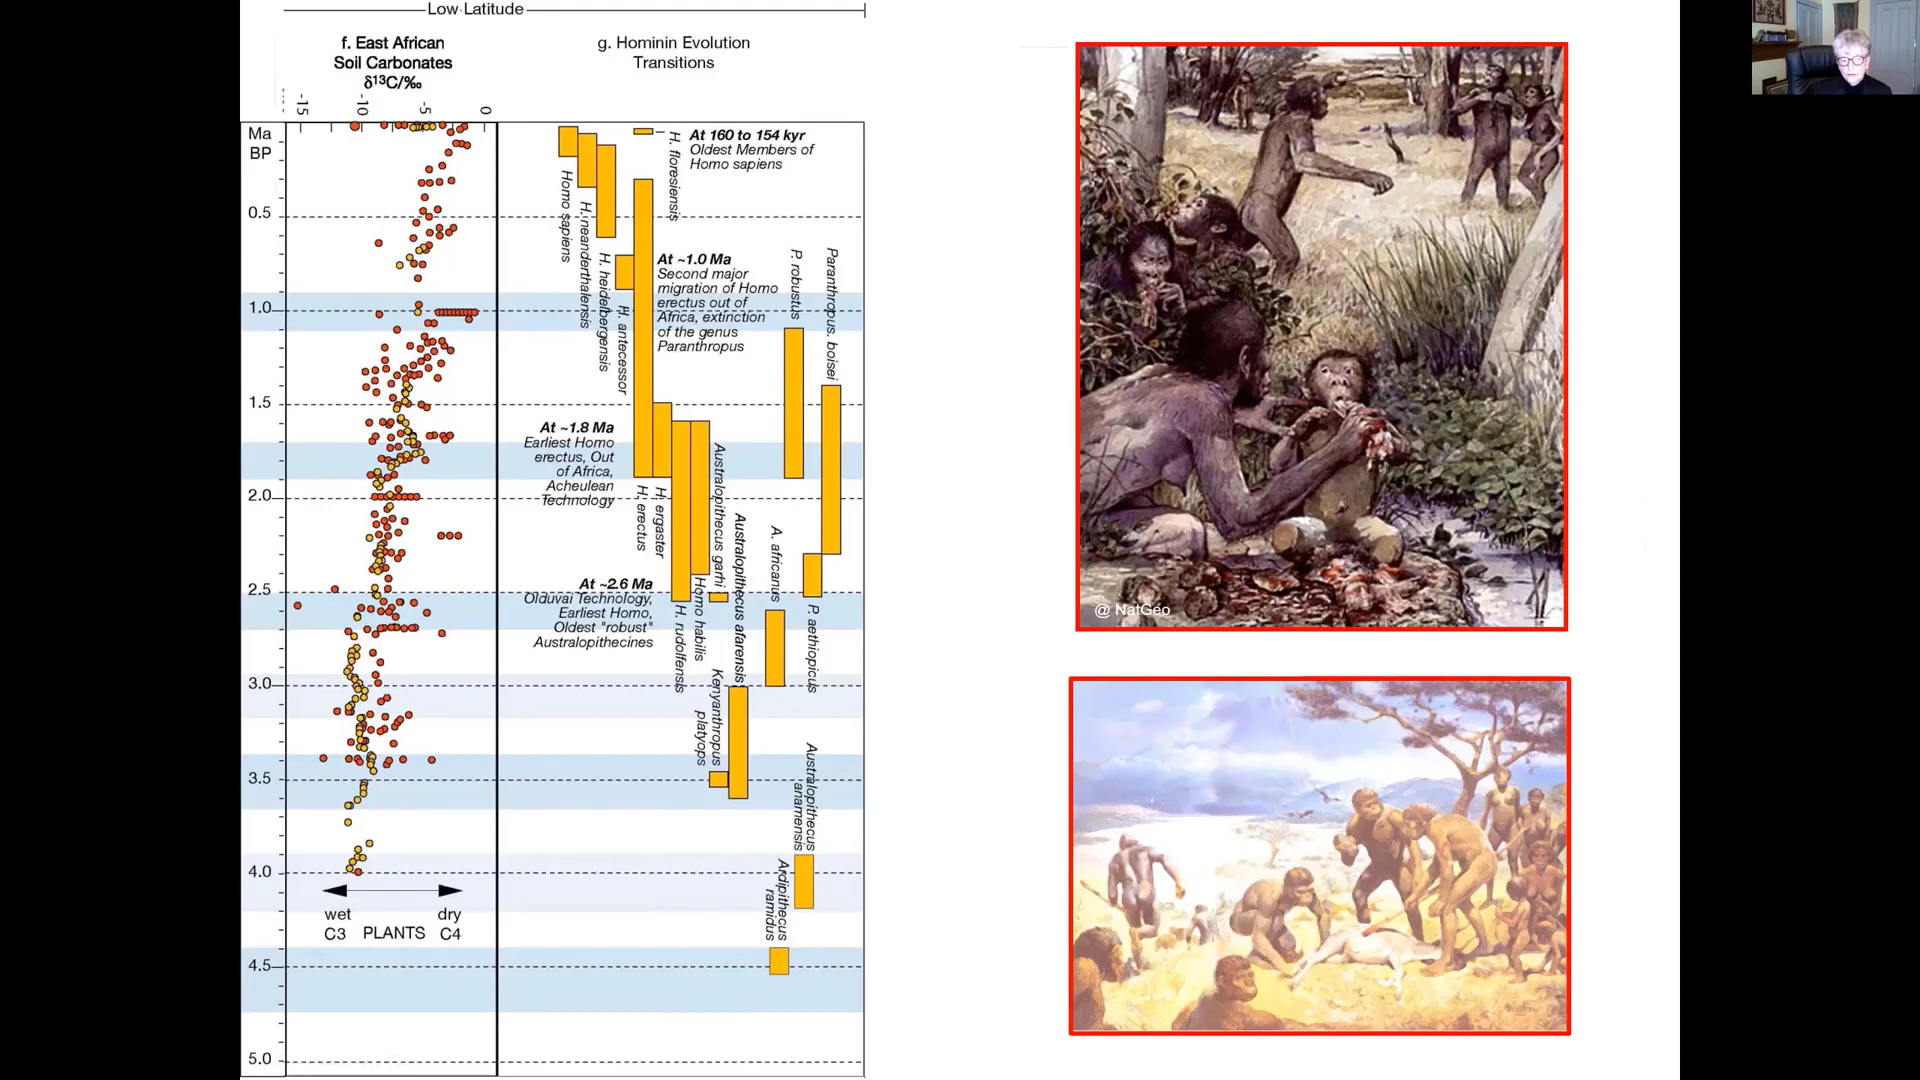 Low Latitude
f. East African
Soil Carbonates
δ¹³C/‰
-15
-10
-5
0
g. Hominin Evolution
Transitions
Ma
BP
0.5
1.0
1.5
2.0
2.5
3.0
3.5
4.0
4.5
5.0
wet
C3
PLANTS
dry
C4
At 160 to 154 kyr
Oldest Members of
Homo sapiens
H. floresiensis
Homo sapiens
H. neanderthalensis
H. heidelbergensis
H. antecessor
At ~1.0 Ma
Second major
migration of Homo
erectus out of
Africa, extinction
of the genus
Paranthropus
P. robustus
Paranthropus. boisei
At ~1.8 Ma
Earliest Homo
erectus, Out
of Africa,
Acheulean
Technology
H. erectus
H. ergaster
Australopithecus garhi
Australopithecus afarensis
A. africanus
At ~2.6 Ma
Olduvai Technology,
Earliest Homo,
Oldest "robust"
Australopithecines
H. rudolfensis
Homo habilis
P. aethiopicus
Kenyanthropus
platyops
Australopithecus
anamensis
Ardipithecus
ramidus
@ NatGeo